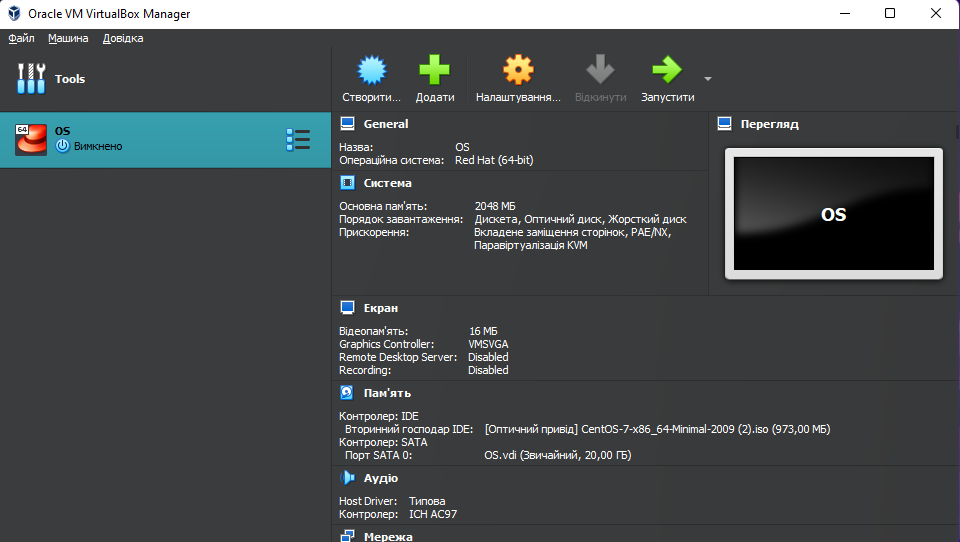 Oracle VM VirtualBox Manager
Файл Машина Довідка
Tools
Створити... Додати Налаштування... Відкинути Запустити
64
OS
Вимкнено
General
Назва: OS
Операційна система: Red Hat (64-bit)
Система
Основна пам'ять: 2048 МБ
Порядок завантаження: Дискета, Оптичний диск, Жорсткий диск
Прискорення: Вкладене заміщення сторінок, PAE/NX,
Паравіртуалізація KVM
Перегляд
OS
Екран
Відеопам'ять: 16 МБ
Graphics Controller: VMSVGA
Remote Desktop Server: Disabled
Recording: Disabled
Пам'ять
Контролер: IDE
Вторинний господар IDE: [Оптичний привід] CentOS-7-x86_64-Minimal-2009 (2).iso (973,00 МБ)
Контролер: SATA
Порт SATA 0: OS.vdi (Звичайний, 20,00 ГБ)
Аудіо
Host Driver: Типова
Контролер: ICH AC97
Мережа